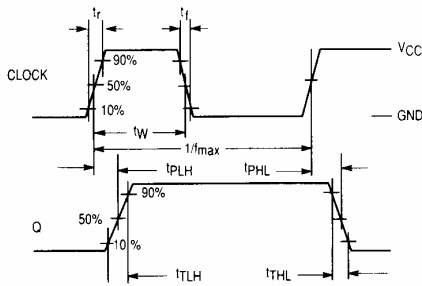 tr
tf
90%
VCC
CLOCK
50%
10%
GND
tW
1/fmax
tPLH
tPHL
90%
Q
50%
10%
tTLH
tTHL